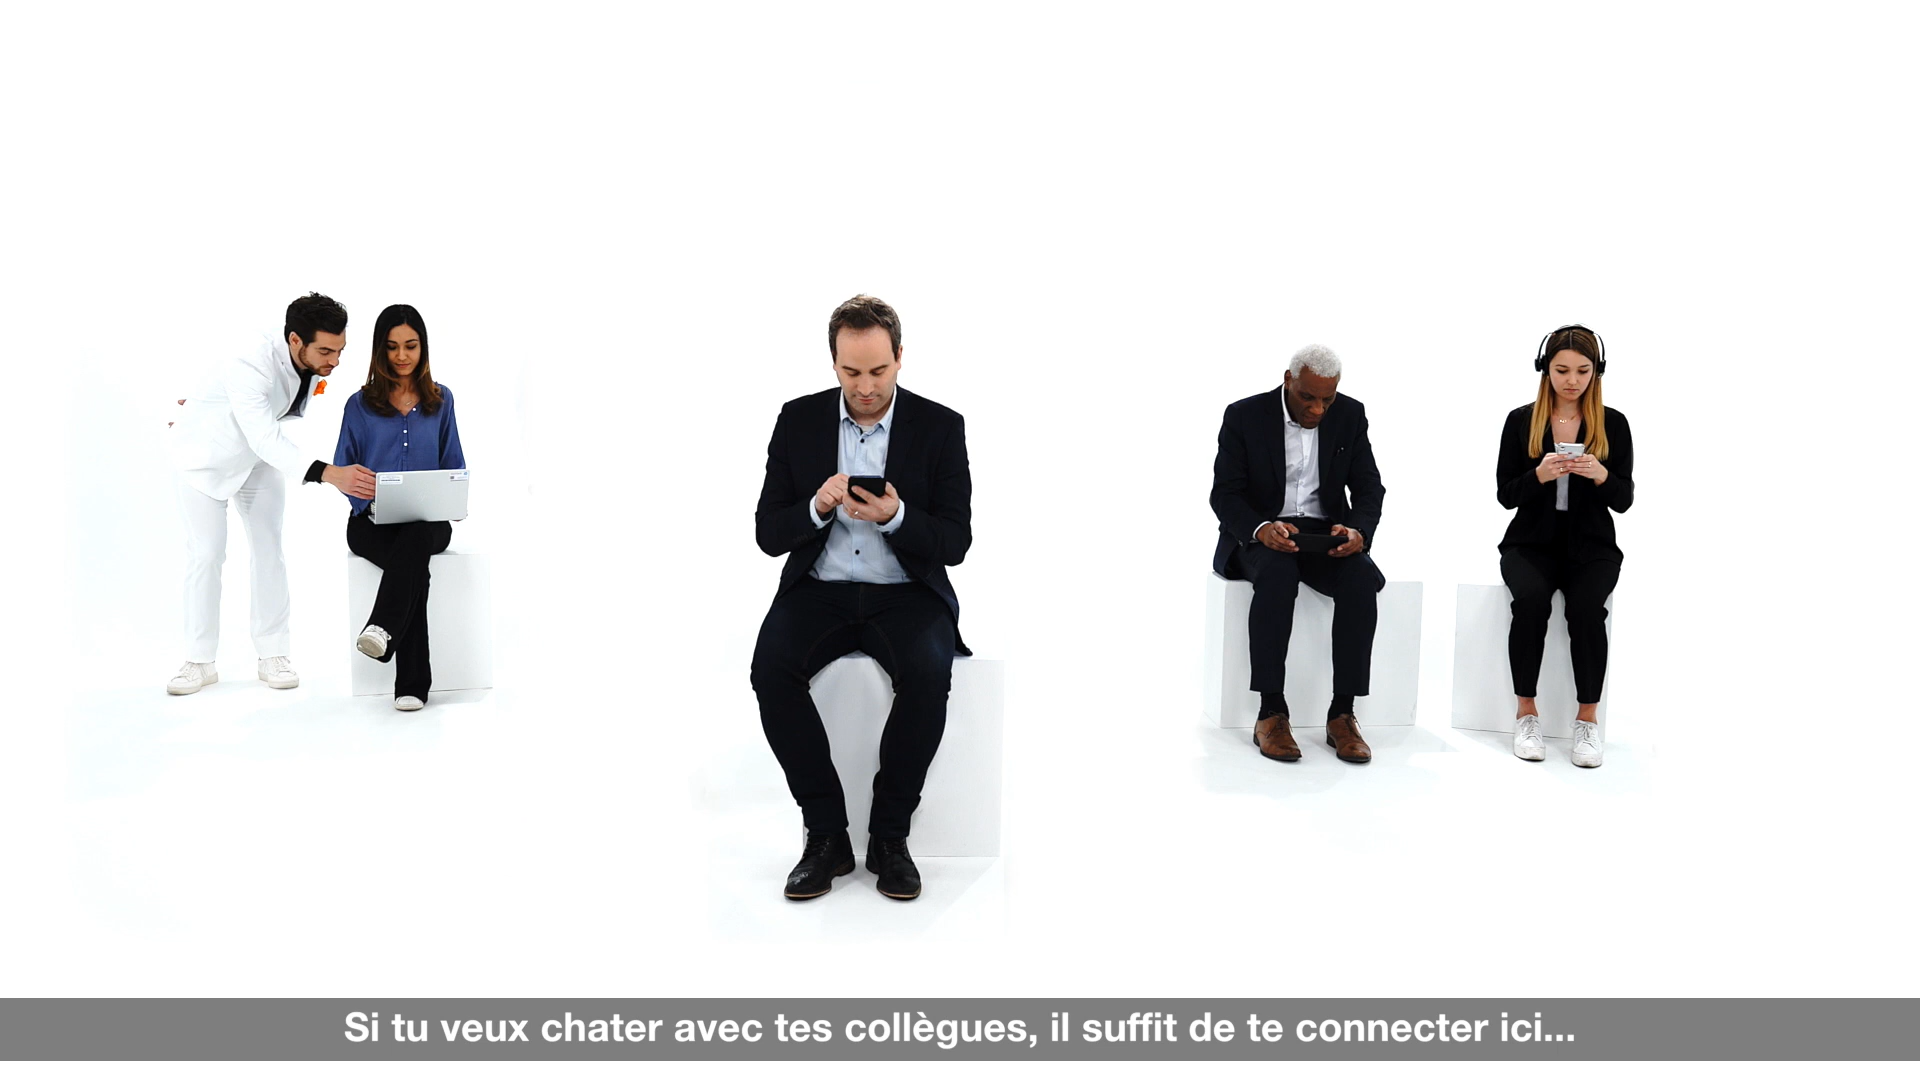 Si tu veux chater avec tes collègues, il suffit de te connecter ici...